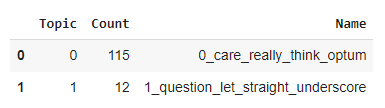 Topic Count Name
0 0 115 0_care_really_think_optum
1 1 12 1_question_let_straight_underscore